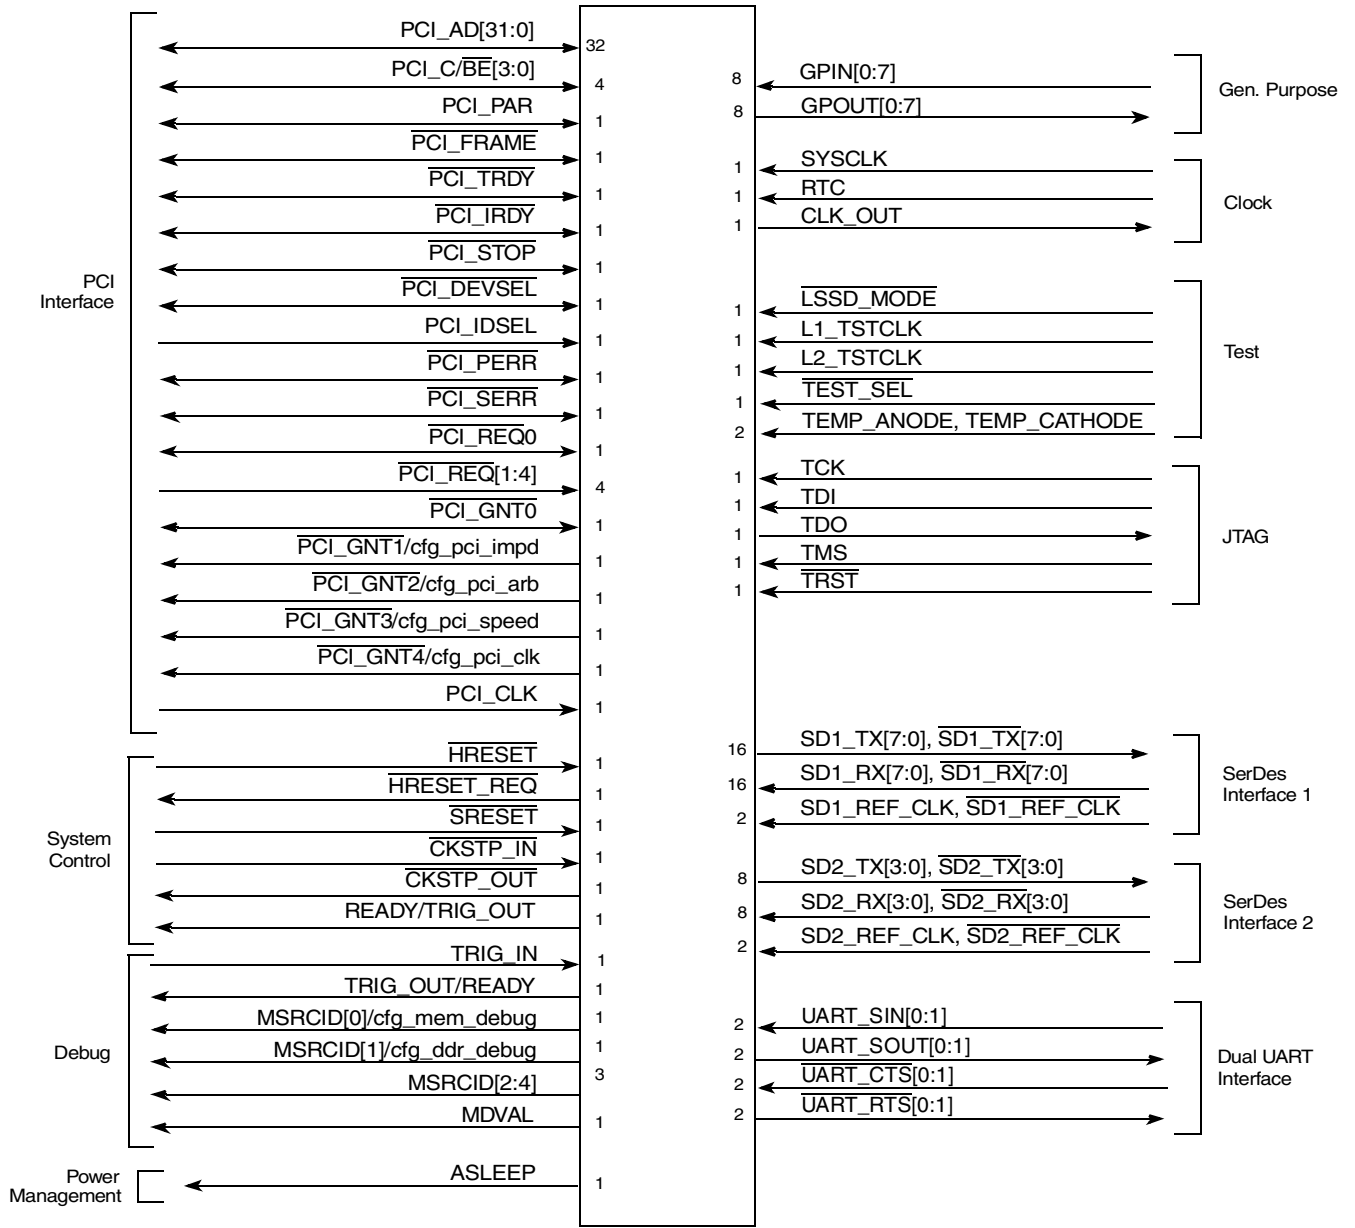 PCI
Interface
PCI_AD[31:0]
32
PCI_C/BE[3:0]
4
PCI_PAR
1
PCI_FRAME
1
PCI_TRDY
1
PCI_IRDY
1
PCI_STOP
1
PCI_DEVSEL
1
PCI_IDSEL
1
PCI_PERR
1
PCI_SERR
1
PCI_REQ0
1
PCI_REQ[1:4]
4
PCI_GNT0
1
PCI_GNT1/cfg_pci_impd
1
PCI_GNT2/cfg_pci_arb
1
PCI_GNT3/cfg_pci_speed
1
PCI_GNT4/cfg_pci_clk
1
PCI_CLK
1
System
Control
HRESET
1
HRESET_REQ
1
SRESET
1
CKSTP_IN
1
CKSTP_OUT
1
READY/TRIG_OUT
1
Debug
TRIG_IN
1
TRIG_OUT/READY
1
MSRCID[0]/cfg_mem_debug
1
MSRCID[1]/cfg_ddr_debug
1
MSRCID[2:4]
3
MDVAL
1
Power
Management
ASLEEP
1
8
GPIN[0:7]
8
GPOUT[0:7]
Gen. Purpose
1
SYSCLK
1
RTC
1
CLK_OUT
Clock
1
LSSD_MODE
1
L1_TSTCLK
1
L2_TSTCLK
1
TEST_SEL
2
TEMP_ANODE, TEMP_CATHODE
Test
1
TCK
1
TDI
1
TDO
1
TMS
1
TRST
JTAG
16
SD1_TX[7:0], SD1_TX[7:0]
16
SD1_RX[7:0], SD1_RX[7:0]
2
SD1_REF_CLK, SD1_REF_CLK
SerDes
Interface 1
8
SD2_TX[3:0], SD2_TX[3:0]
8
SD2_RX[3:0], SD2_RX[3:0]
2
SD2_REF_CLK, SD2_REF_CLK
SerDes
Interface 2
2
UART_SIN[0:1]
2
UART_SOUT[0:1]
2
UART_CTS[0:1]
2
UART_RTS[0:1]
Dual UART
Interface